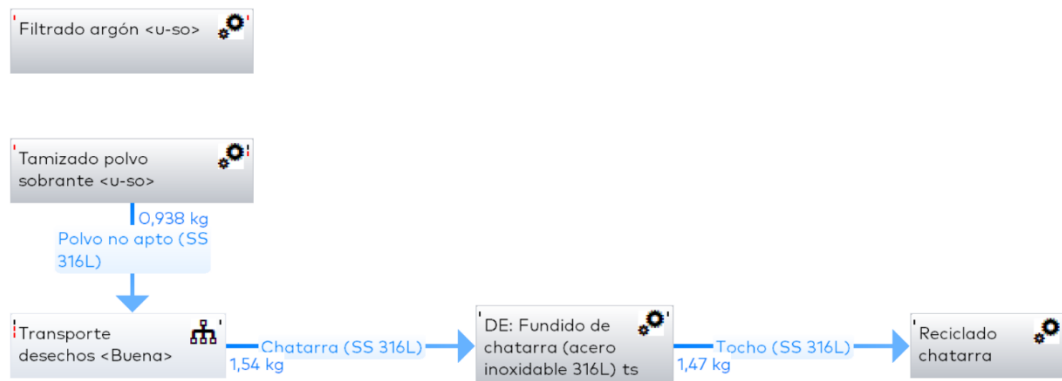 Filtrado argón <u-so>
Tamizado polvo
sobrante <u-so>
0,938 kg
Polvo no apto (SS
316L)
Transporte
desechos <Buena>
Chatarra (SS 316L)
1,54 kg
DE: Fundido de
chatarra (acero
inoxidable 316L) ts
Tocho (SS 316L)
1,47 kg
Reciclado
chatarra